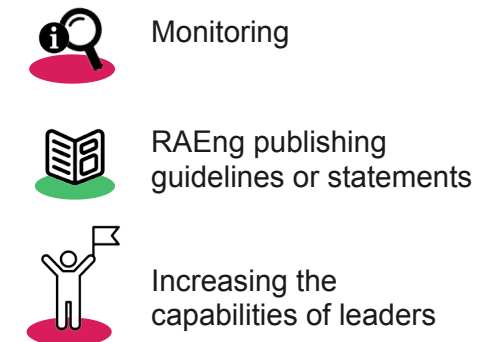 i
Monitoring
RAEng publishing
guidelines or statements
Increasing the
capabilities of leaders